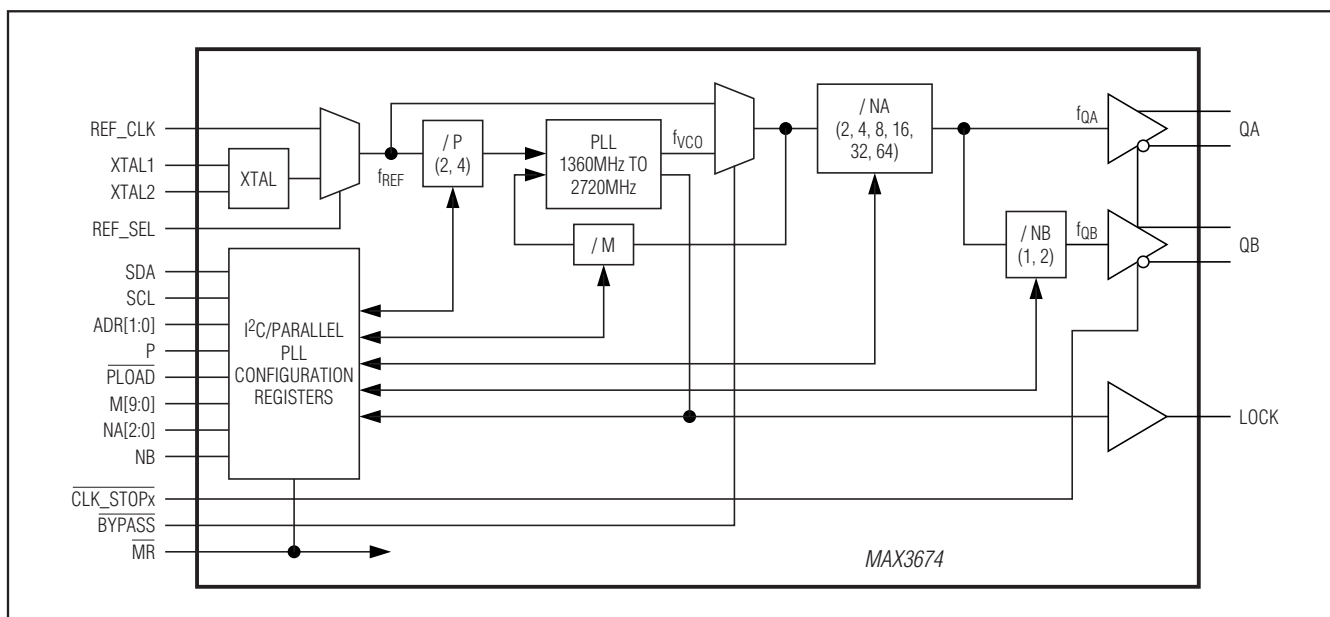 REF_CLK
XTAL1
XTAL2
REF_SEL
SDA
SCL
ADR[1:0]
P
PLOAD
M[9:0]
NA[2:0]
NB
CLK_STOPx
BYPASS
MR
XTAL
fREF
/ P
(2, 4)
PLL
1360MHz TO
2720MHz
fVCO
/ M
/ NA
(2, 4, 8, 16,
32, 64)
/ NB
(1, 2)
fQA
fQB
I2C/PARALLEL
PLL
CONFIGURATION
REGISTERS
QA
QB
LOCK
MAX3674